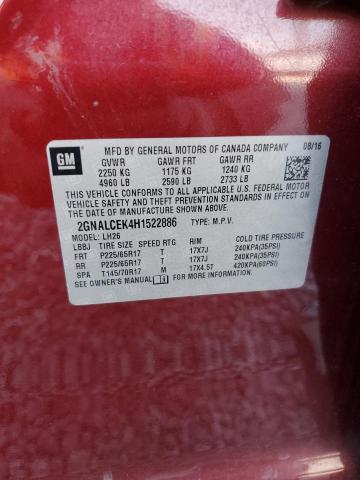 GM
MFD BY GENERAL MOTORS OF CANADA COMPANY 08/16
GVWR GAWR FRT GAWR RR
2250 KG 1175 KG 1240 KG
4960 LB 2590 LB 2733 LB
THIS VEHICLE CONFORMS TO ALL APPLICABLE U.S. FEDERAL MOTOR
VEHICLE SAFETY AND THEFT PREVENTION STANDARDS IN
EFFECT ON THE DATE OF MANUFACTURE SHOWN ABOVE.
2GNALCEK4H1522886 TYPE: M.P.V.
MODEL: LH26
LBBJ TIRE SIZE SPEED RTG RIM COLD TIRE PRESSURE
FRT P225/65R17 T 17X7J 240KPA(35PSI)
RR P225/65R17 T 17X7J 240KPA(35PSI)
SPA T145/70R17 M 17X4.5T 420KPA(60PSI)
SEE OWNER'S MANUAL FOR ADDITIONAL INFORMATION.